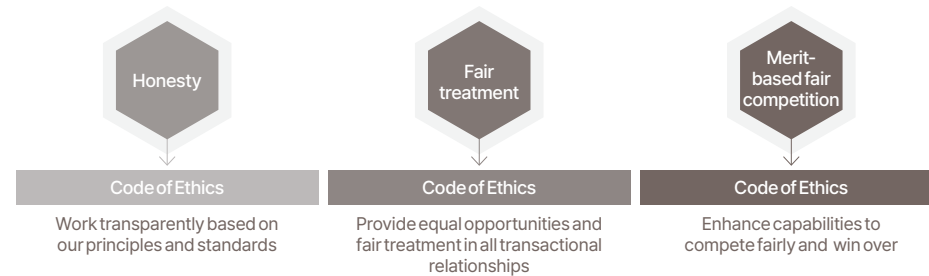 Honesty
Fair
treatment
Merit-
based fair
competition
Code of Ethics
Code of Ethics
Code of Ethics
Work transparently based on
our principles and standards
Provide equal opportunities and
fair treatment in all transactional
relationships
Enhance capabilities to
compete fairly and win over